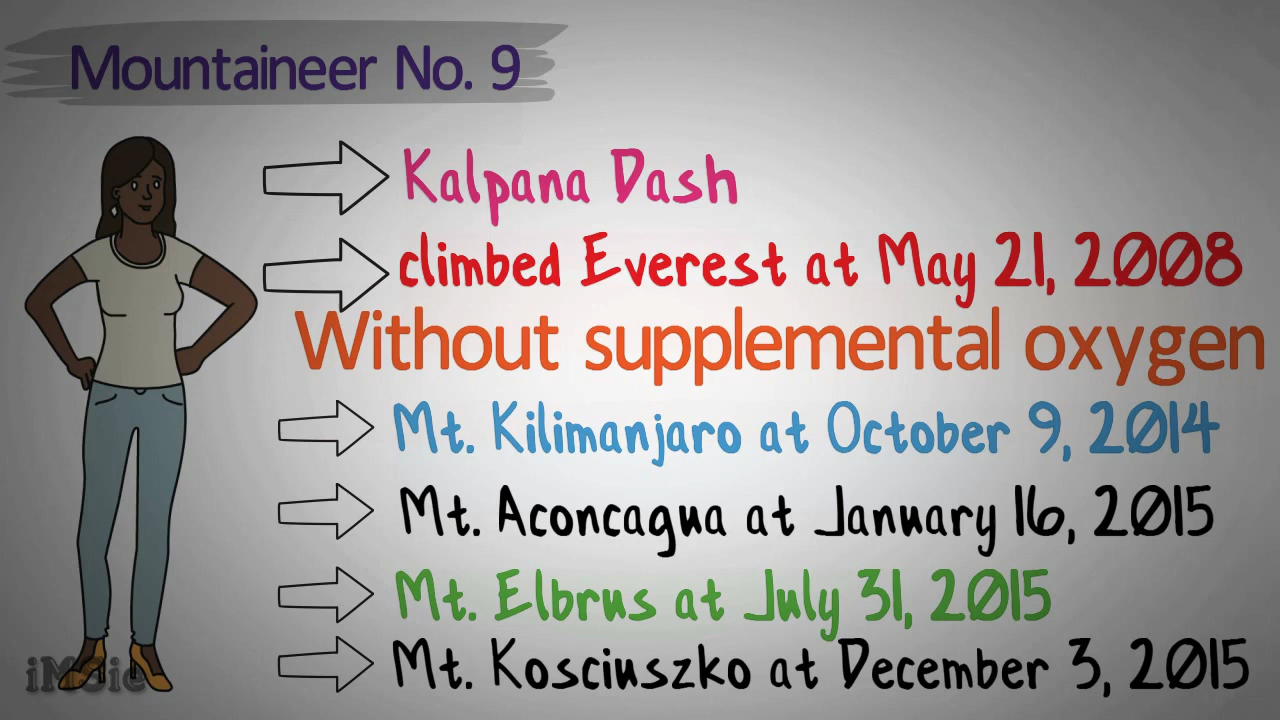 Mountaineer No. 9
Kalpana Dash
climbed Everest at May 21, 2008
Without supplemental oxygen
Mt. Kilimanjaro at October 9, 2014
Mt. Aconcagua at January 16, 2015
Mt. Elbrus at July 31, 2015
Mt. Kosciuszko at December 3, 2015